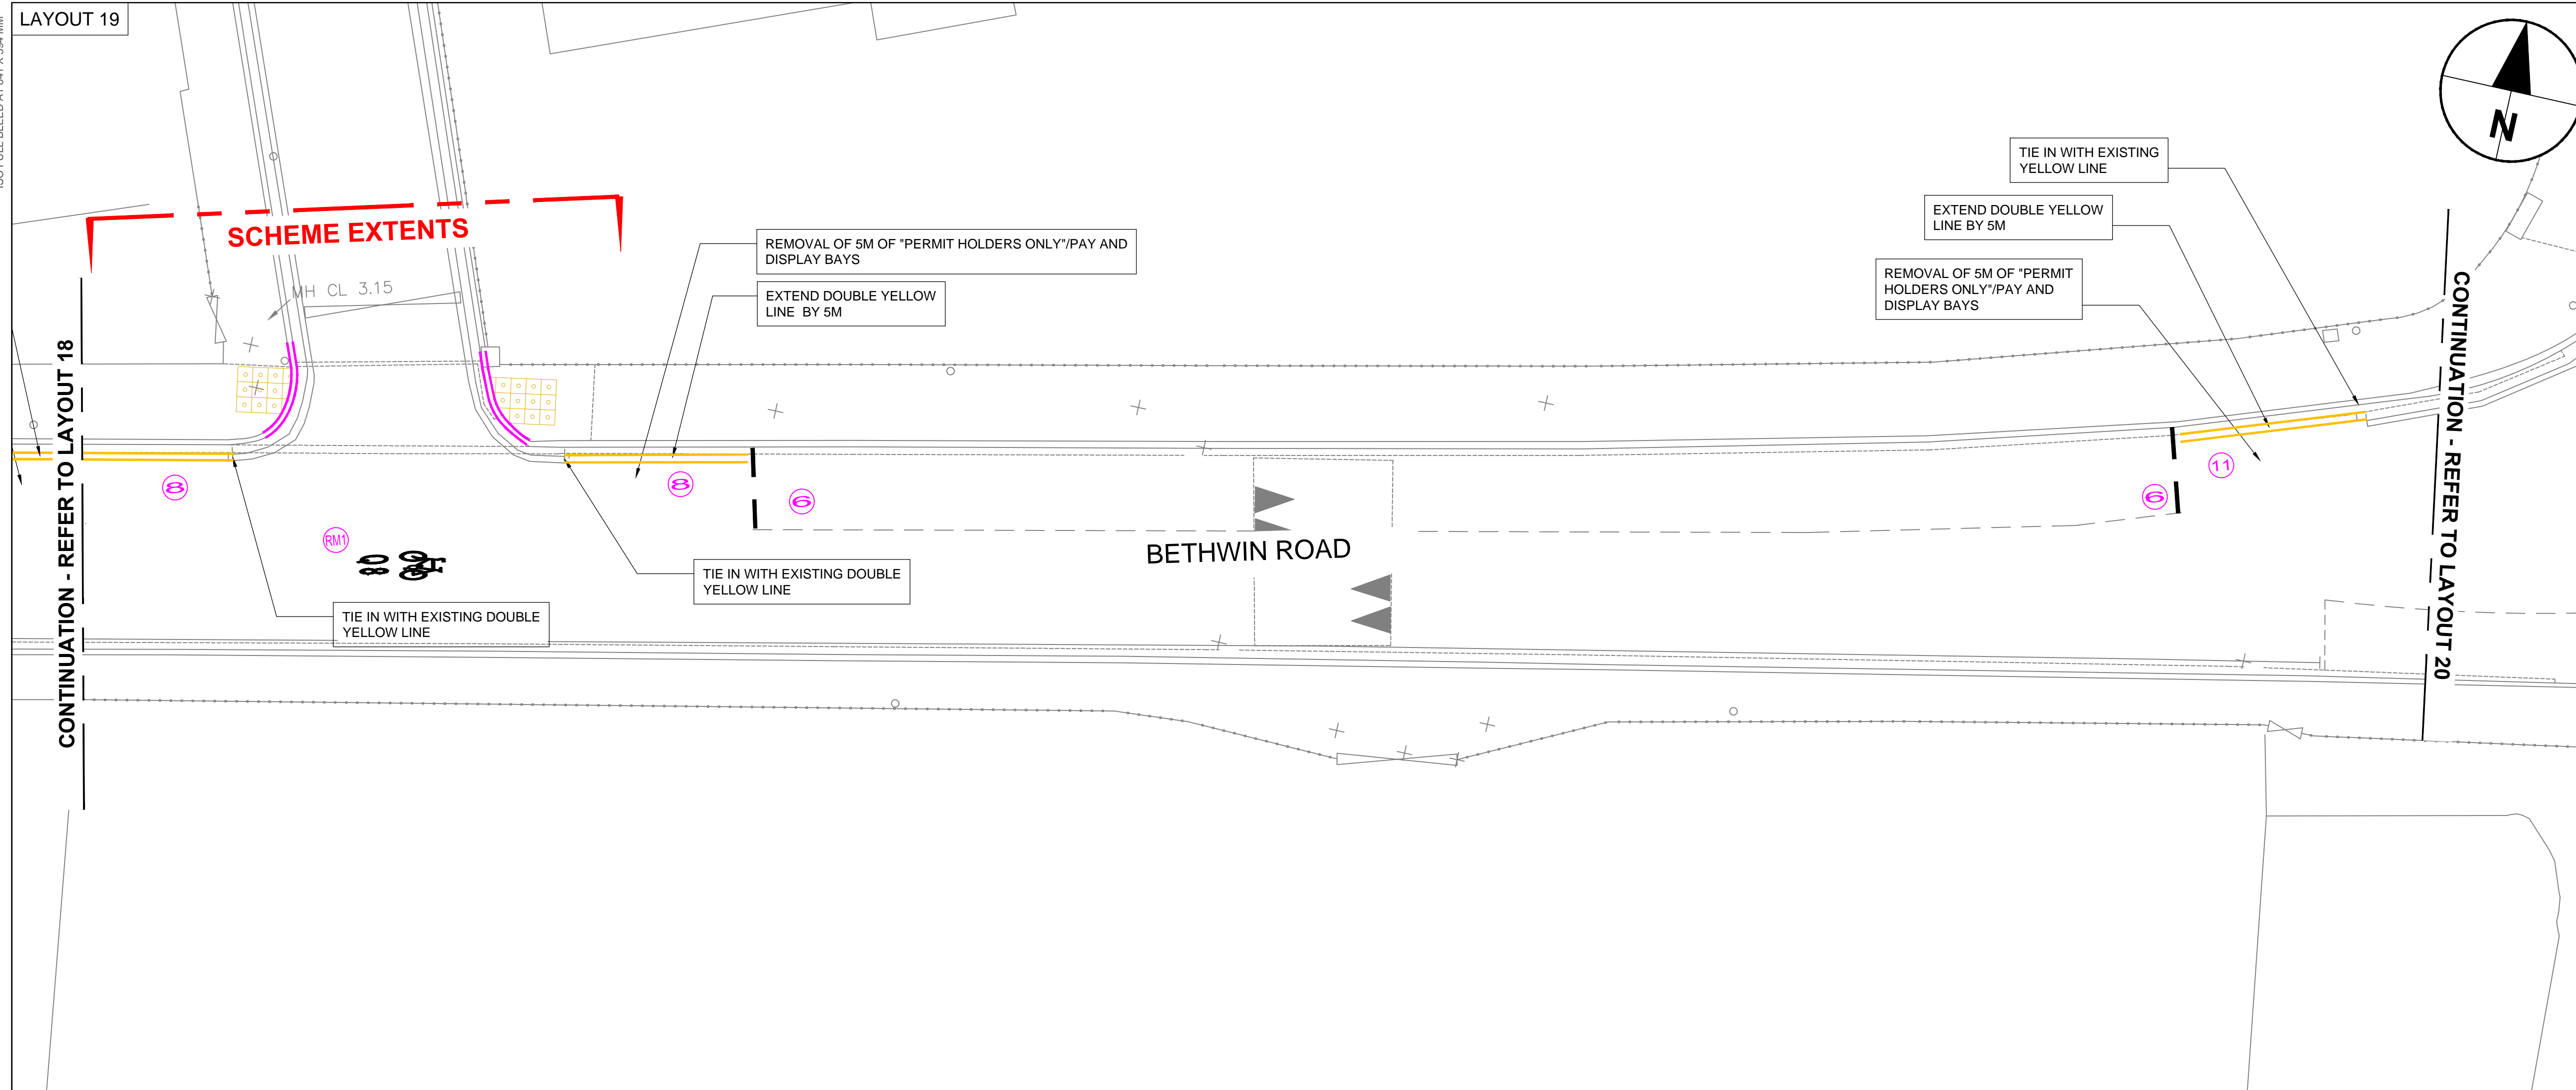 LAYOUT 19
N
TIE IN WITH EXISTING
YELLOW LINE
EXTEND DOUBLE YELLOW
LINE BY 5M
REMOVAL OF 5M OF "PERMIT
HOLDERS ONLY"/PAY AND
DISPLAY BAYS
SCHEME EXTENTS
REMOVAL OF 5M OF "PERMIT HOLDERS ONLY"/PAY AND
DISPLAY BAYS
EXTEND DOUBLE YELLOW
LINE BY 5M
MH CL 3.15
CONTINUATION - REFER TO LAYOUT 18
CONTINUATION - REFER TO LAYOUT 20
8
8
6
6
11
RM1
BETHWIN ROAD
TIE IN WITH EXISTING DOUBLE
YELLOW LINE
TIE IN WITH EXISTING DOUBLE
YELLOW LINE